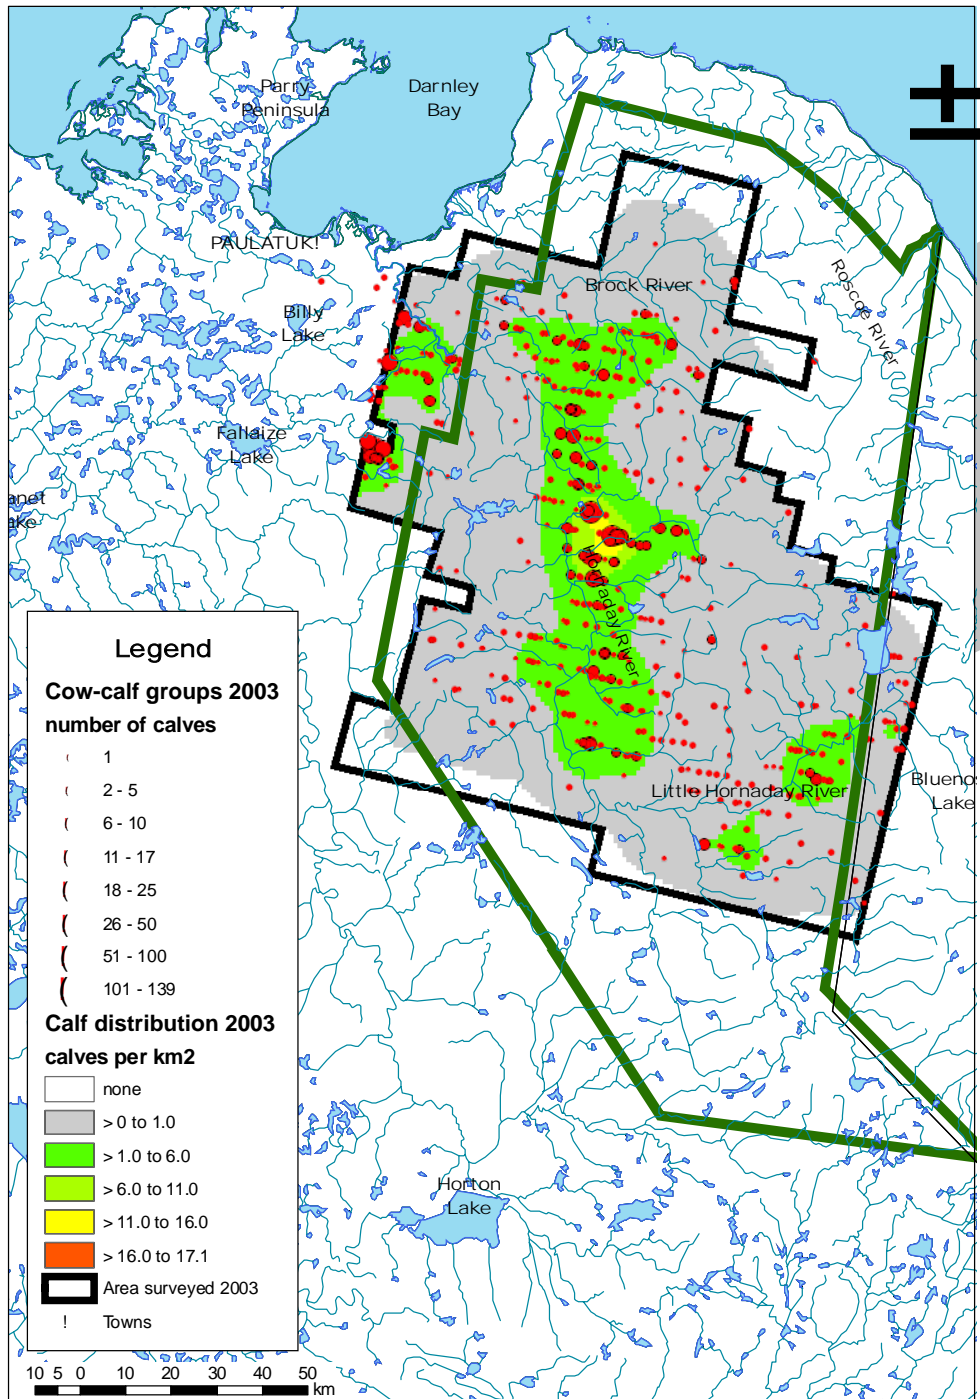 Parry
Peninsula
Darnley
Bay
PAULATUK!
Brock River
Roscoe River
Billy
Lake
Fallaize
Lake
anet
ake
Hornaday River
Little Hornaday River
Bluenos
Lake
Horton
Lake
Legend
Cow-calf groups 2003
number of calves
1
2 - 5
6 - 10
11 - 17
18 - 25
26 - 50
51 - 100
101 - 139
Calf distribution 2003
calves per km2
none
> 0 to 1.0
> 1.0 to 6.0
> 6.0 to 11.0
> 11.0 to 16.0
> 16.0 to 17.1
Area surveyed 2003
! Towns
10 5 0 10 20 30 40 50
km